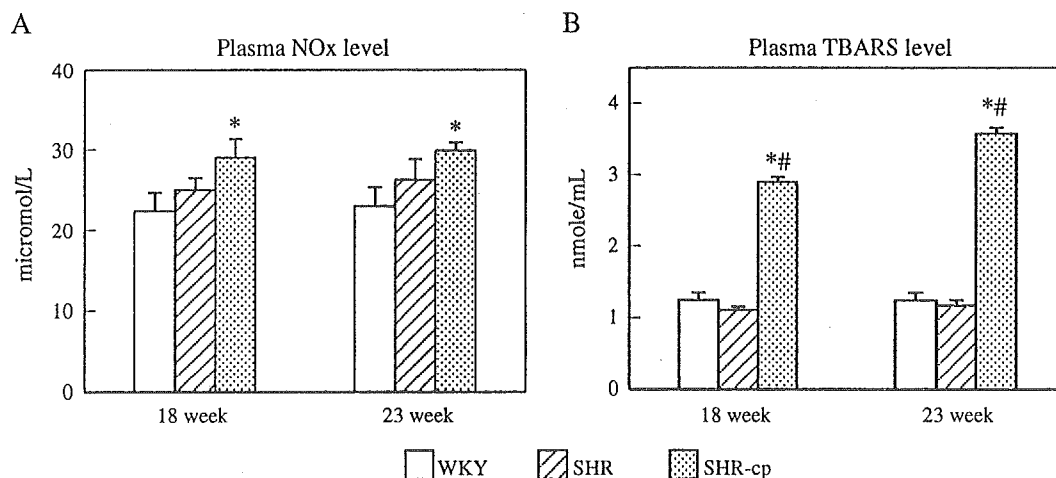 A
Plasma NOx level
micromol/L
40
30
20
10
0
* *
18 week 23 week
B
Plasma TBARS level
nmole/mL
4
3
2
1
0
*# *#
18 week 23 week
WKY SHR SHR-cp